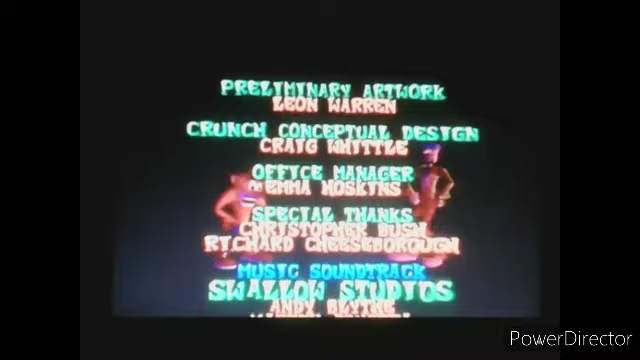 PRELIMINARY ARTWORK
LEON WARREN
CRUNCH CONCEPTUAL DESIGN
CRAIG WHITTLE
OFFICE MANAGER
EMMA HOSKYNS
SPECIAL THANKS
CHRISTOPHER BUSH
RICHARD CHEESEBOROUGH
MUSIC SOUNDTRACK
SWALLOW STUDIOS
ANDY BLYTHE
PowerDirector